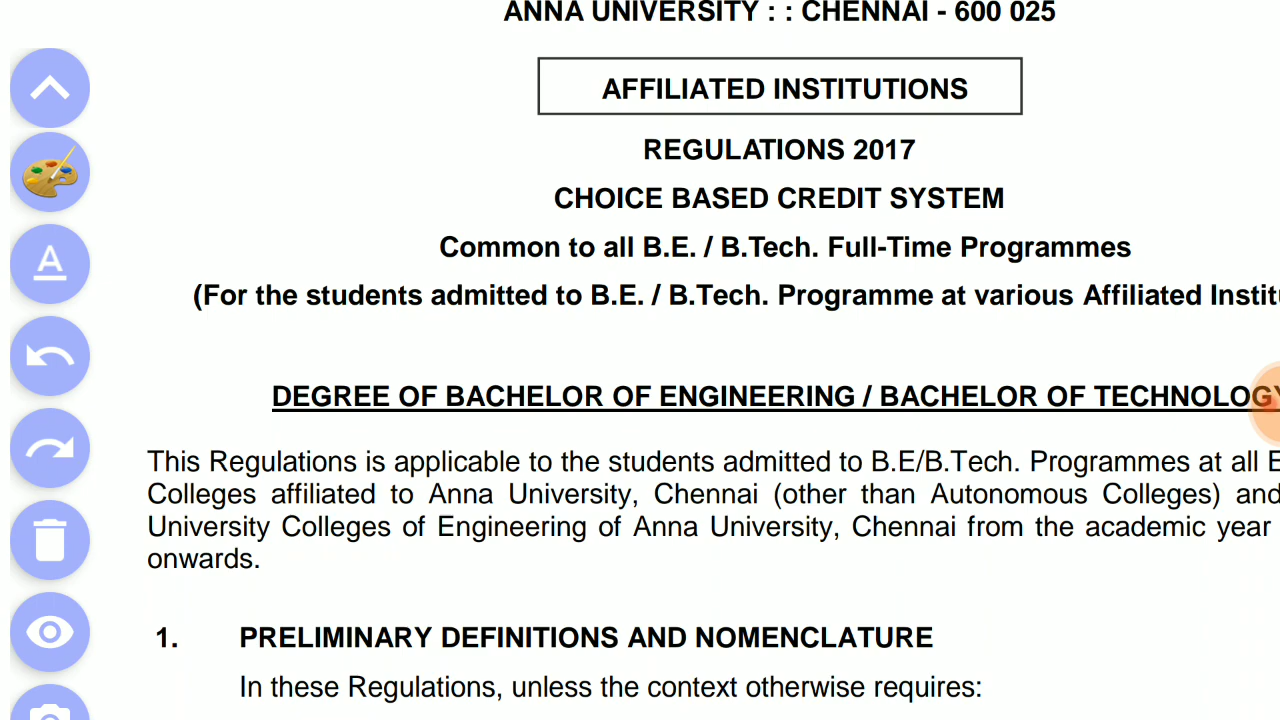 ANNA UNIVERSITY : : CHENNAI - 600 025
AFFILIATED INSTITUTIONS
REGULATIONS 2017
CHOICE BASED CREDIT SYSTEM
Common to all B.E. / B.Tech. Full-Time Programmes
(For the students admitted to B.E. / B.Tech. Programme at various Affiliated
DEGREE OF BACHELOR OF ENGINEERING / BACHELOR OF TECHNOLOGY
This Regulations is applicable to the students admitted to B.E/B.Tech. Programmes at all
Colleges affiliated to Anna University, Chennai (other than Autonomous Colleges) and
University Colleges of Engineering of Anna University, Chennai from the academic year
onwards.
1. PRELIMINARY DEFINITIONS AND NOMENCLATURE
In these Regulations, unless the context otherwise requires: